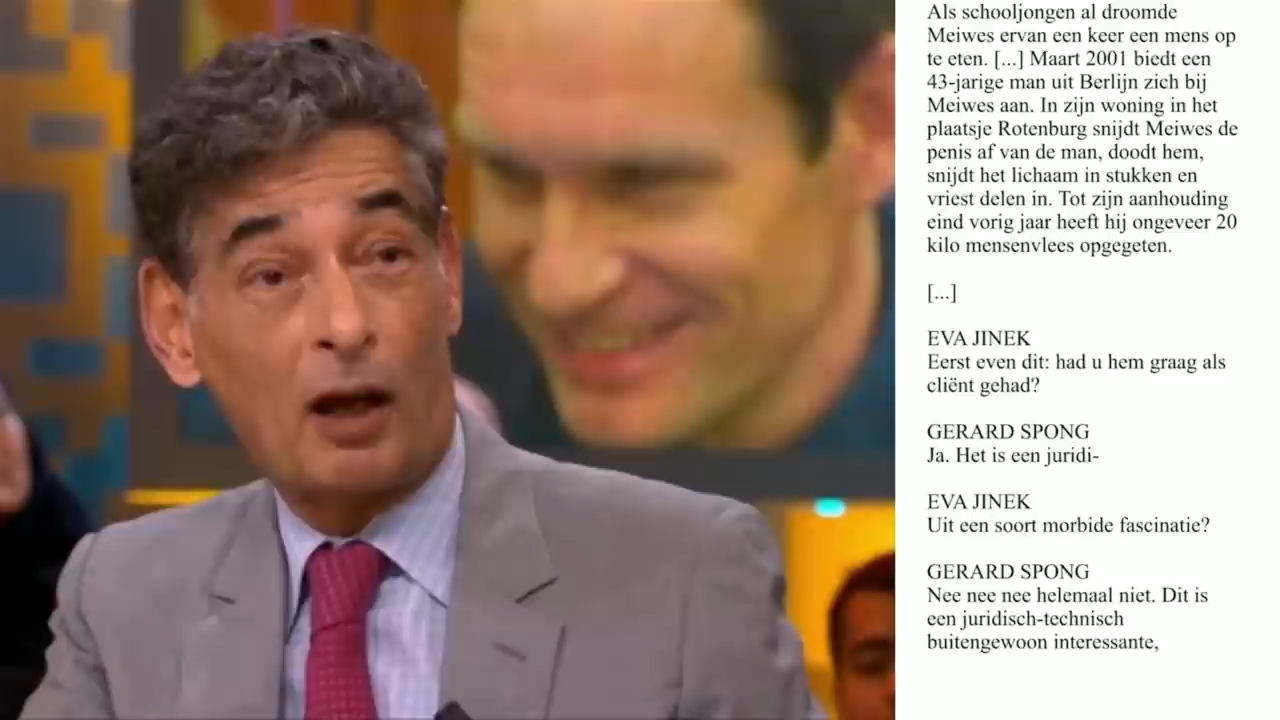 Als schooljongen al droomde
Meiwes ervan een keer een mens op
te eten. [...] Maart 2001 biedt een
43-jarige man uit Berlijn zich bij
Meiwes aan. In zijn woning in het
plaatsje Rotenburg snijdt Meiwes de
penis af van de man, doodt hem,
snijdt het lichaam in stukken en
vriest delen in. Tot zijn aanhouding
eind vorig jaar heeft hij ongeveer 20
kilo mensenvlees opgegeten.
[...]
EVA JINEK
Eerst even dit: had u hem graag als
cliënt gehad?
GERARD SPONG
Ja. Het is een juridi-
EVA JINEK
Uit een soort morbide fascinatie?
GERARD SPONG
Nee nee nee helemaal niet. Dit is
een juridisch-technisch
buitengewoon interessante,